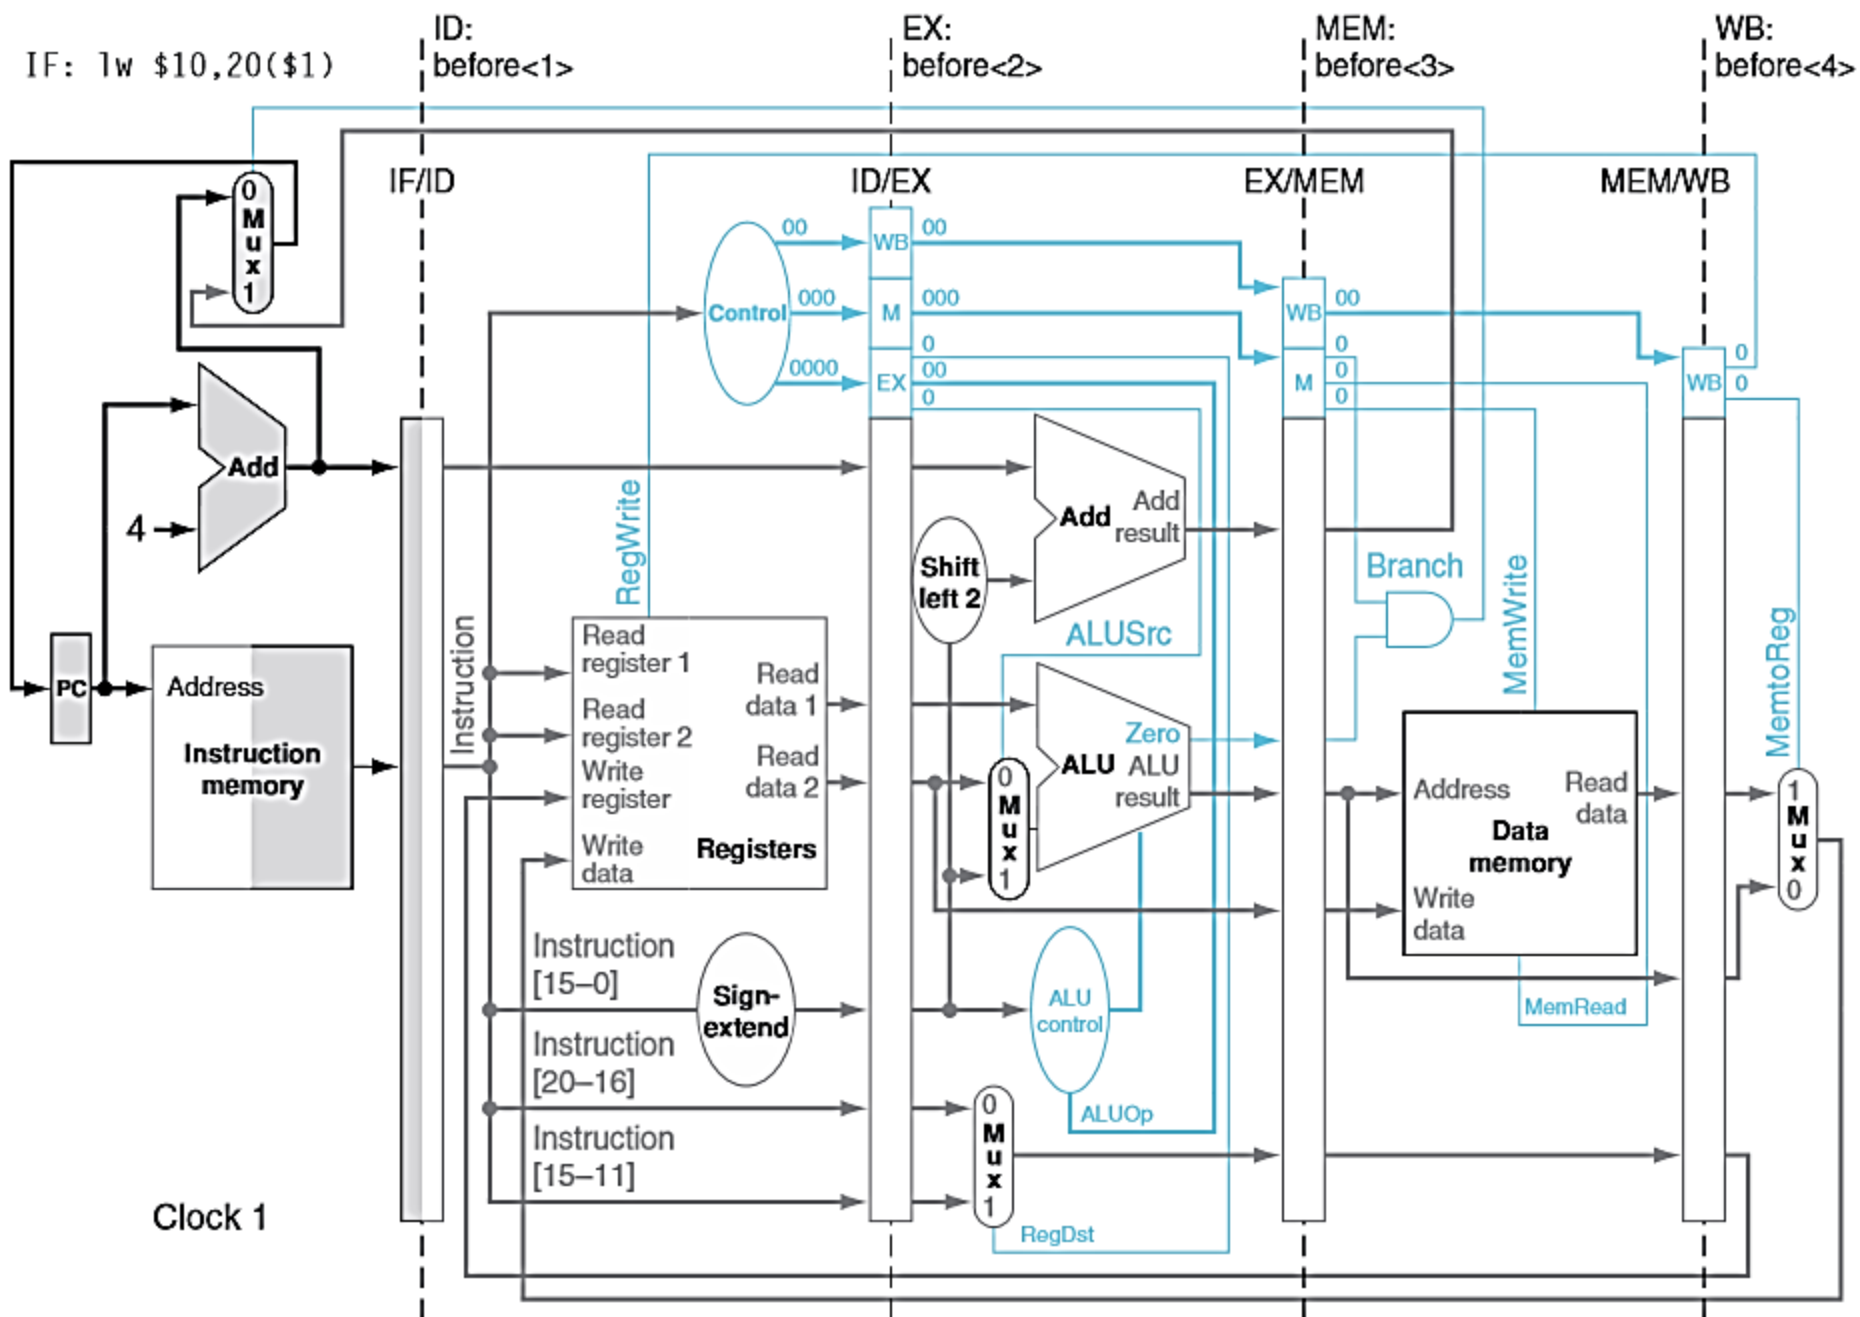 IF: lw $10,20($1)
ID:
before<1>
EX:
before<2>
MEM:
before<3>
WB:
before<4>
IF/ID
ID/EX
EX/MEM
MEM/WB
0
M
u
x
1
Control
00
000
0000
WB
M
EX
00
000
0
00
0
WB
M
00
0
0
0
WB
0
0
Add
4
RegWrite
Shift
left 2
Add
Add
result
Branch
MemWrite
ALUSrc
MemtoReg
PC
Address
Instruction
memory
Instruction
Read
register 1
Read
register 2
Write
register
Write
data
Read
data 1
Read
data 2
Registers
0
M
u
x
1
Zero
ALU
ALU
result
Address
Read
data
Data
memory
Write
data
1
M
u
x
0
MemRead
Instruction
[15–0]
Sign-
extend
Instruction
[20–16]
Instruction
[15–11]
ALU
control
ALUOp
0
M
u
x
1
RegDst
Clock 1